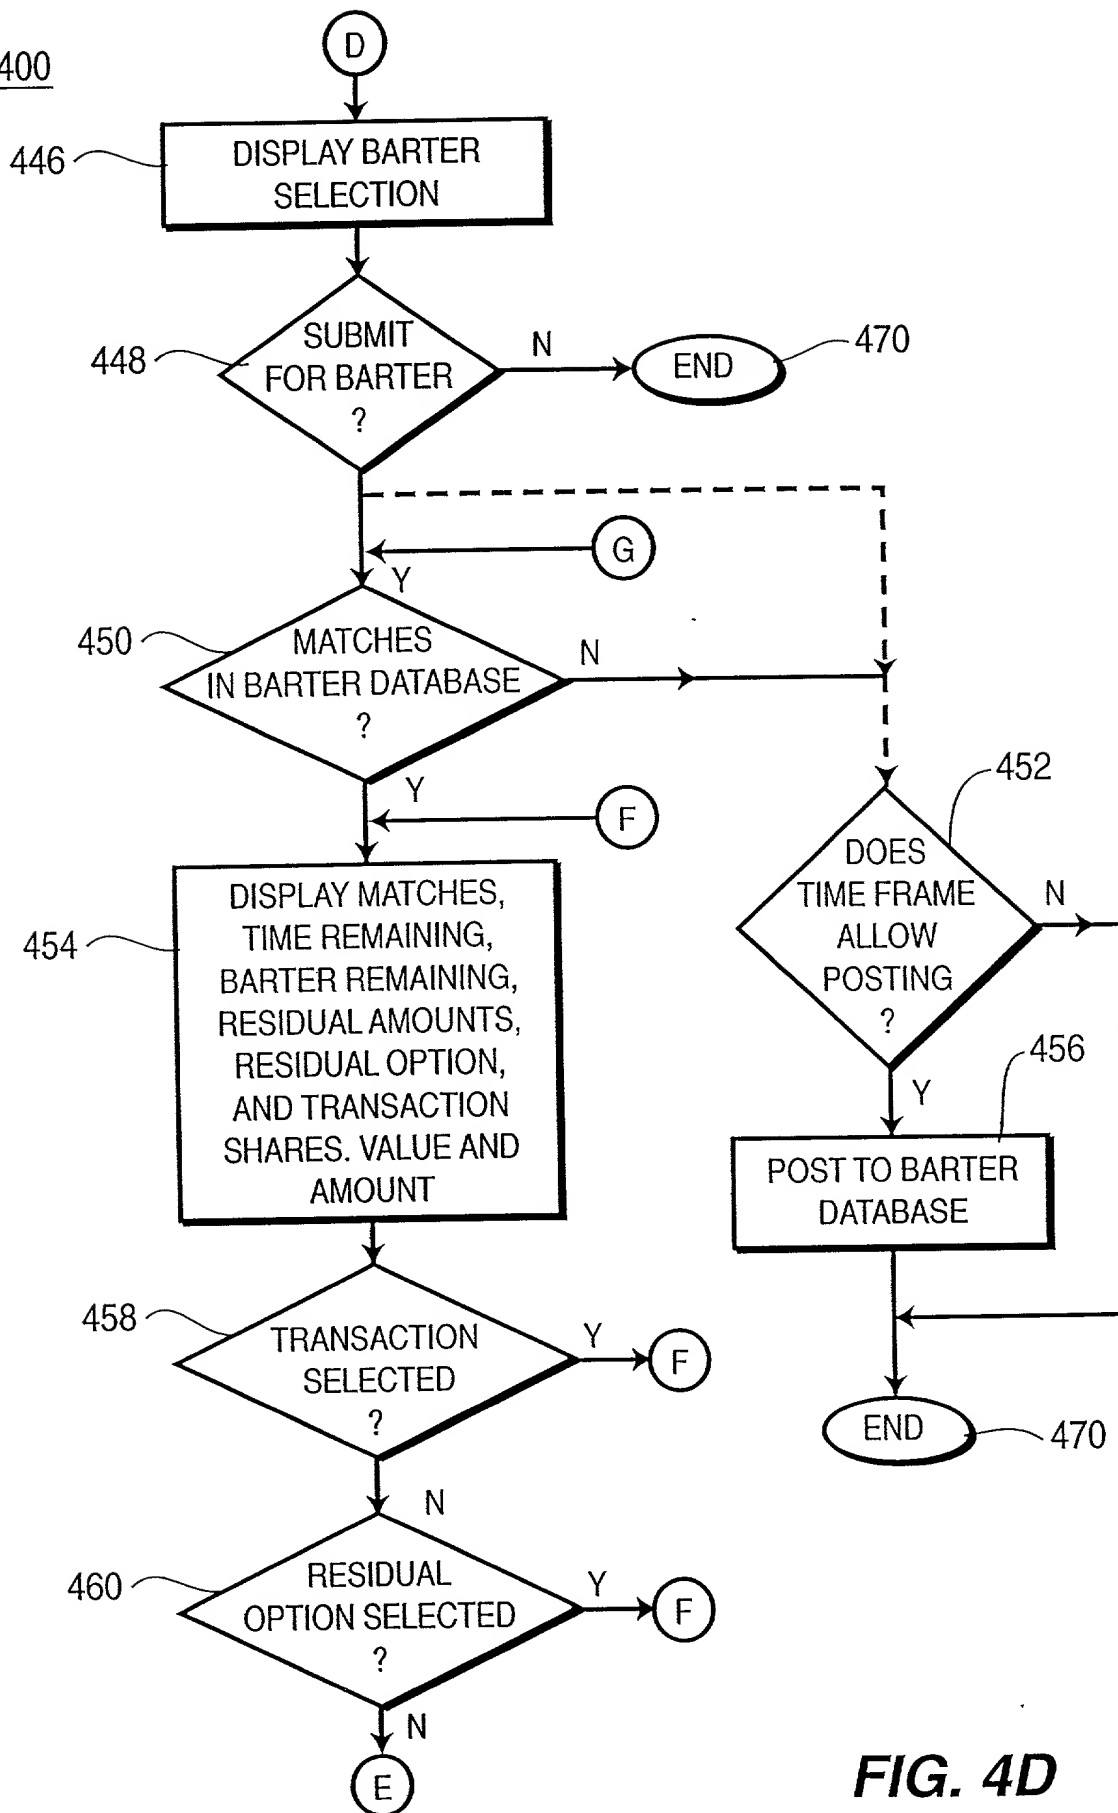 D
400
446
DISPLAY BARTER
SELECTION
448
SUBMIT
FOR BARTER
?
N
END
470
G
Y
450
MATCHES
IN BARTER DATABASE
?
N
Y
F
452
DOES
TIME FRAME
ALLOW
POSTING
?
N
Y
454
DISPLAY MATCHES,
TIME REMAINING,
BARTER REMAINING,
RESIDUAL AMOUNTS,
RESIDUAL OPTION,
AND TRANSACTION
SHARES. VALUE AND
AMOUNT
456
POST TO BARTER
DATABASE
458
TRANSACTION
SELECTED
?
Y
F
N
END
470
460
RESIDUAL
OPTION SELECTED
?
Y
F
N
E
FIG. 4D